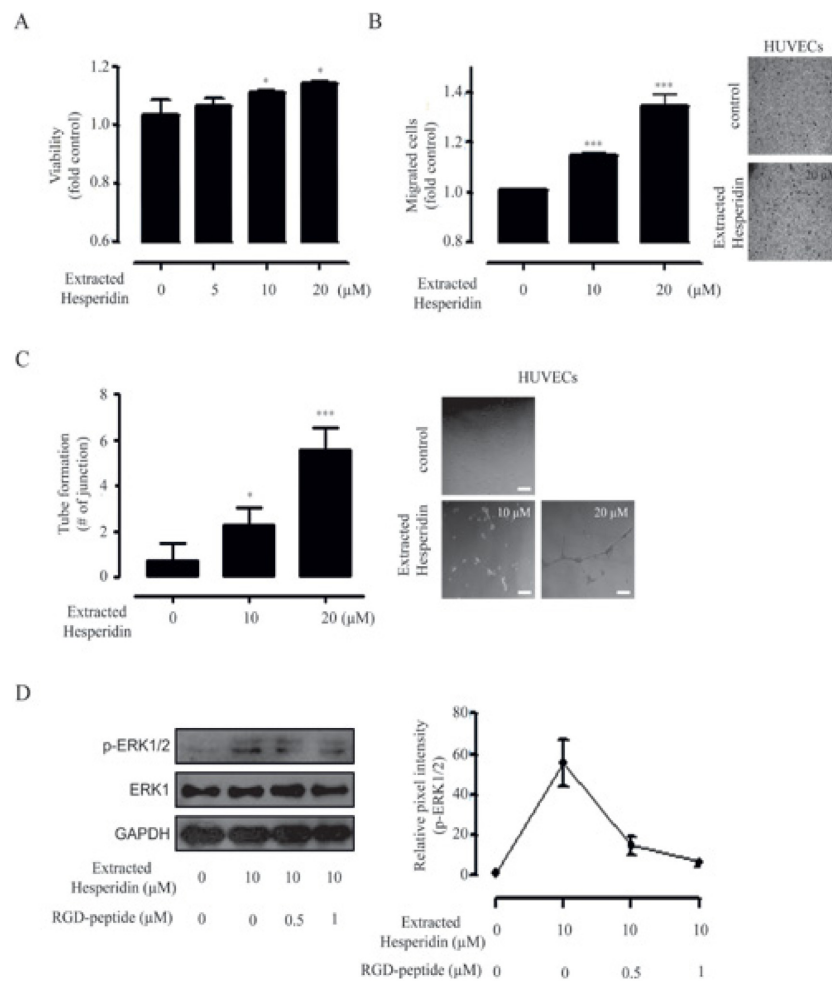 A
Viability
(fold control)
1.2
1.0
0.8
0.6
*
*
Extracted
Hesperidin
0 5 10 20 (µM)
B
Migrated cells
(fold control)
1.4
1.2
1.0
0.8
***
***
Extracted
Hesperidin
0 10 20 (µM)
HUVECs
control
Extracted
Hesperidin
20 µM
C
Tube formation
(# of junction)
8
6
4
2
0
*
***
Extracted
Hesperidin
0 10 20 (µM)
HUVECs
control
Extracted
Hesperidin
10 µM
20 µM
D
p-ERK1/2
ERK1
GAPDH
Extracted
Hesperidin (µM)
0 10 10 10
RGD-peptide (µM) 0 0 0.5 1
Relative pixel intensity
(p-ERK1/2)
80
60
40
20
0
Extracted
Hesperidin (µM)
0 10 10 10
RGD-peptide (µM) 0 0 0.5 1